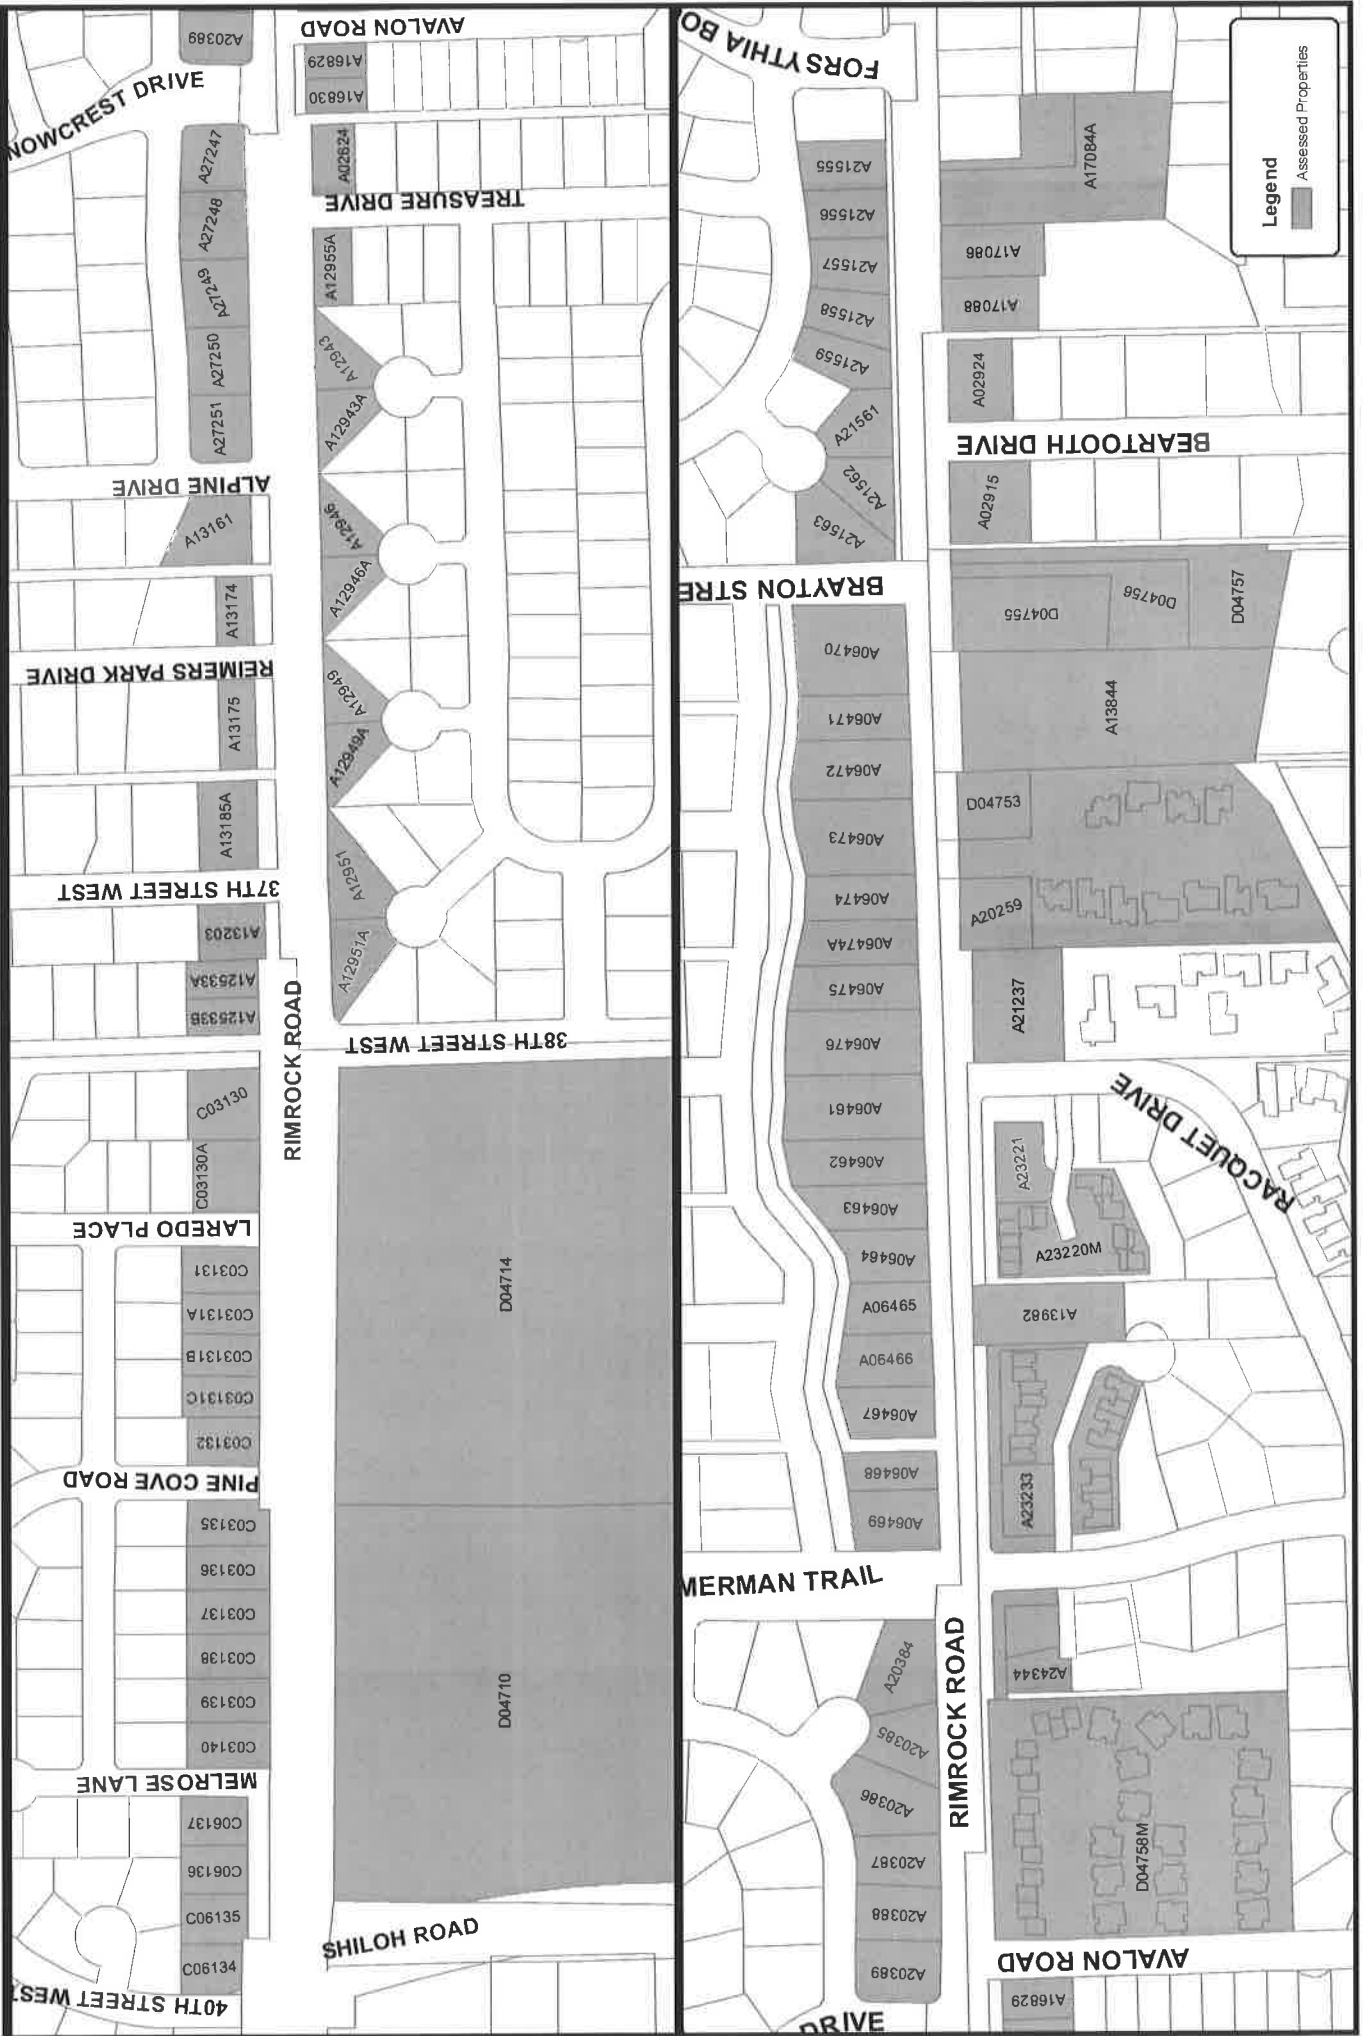 NOWCREST DRIVE
A20389
AVALON ROAD
A16829
A16830
A02624
TREASURE DRIVE
A27247
A27248
A27249
A27250
A27251
A12955A
A12943
A12943A
ALPINE DRIVE
A13161
A12946
A12946A
A13174
REIMERS PARK DRIVE
A12949
A13175
A12949A
A13185A
37TH STREET WEST
A12951
A13203
A12951A
A12533A
A12533B
RIMROCK ROAD
38TH STREET WEST
C03130
C03130A
LAREDO PLACE
C03131
C03131A
C03131B
C03131C
C03132
D04714
PINE COVE ROAD
C03135
C03136
C03137
C03138
C03139
C03140
D04710
MELROSE LANE
C06137
C06136
C06135
C06134
SHILOH ROAD
40TH STREET WEST
FORSYTHIA BO
A21555
A21556
A21557
A21558
A21559
A21561
A21562
A21563
BRAYTON STRE
A06470
A06471
A06472
A06473
A06474
A06474A
A06475
A06476
A06461
A06462
A06463
A06464
A06465
A06466
A06467
A06468
A06469
MERMAN TRAIL
A20384
A20385
A20386
A20387
A20388
A20389
DRIVE
RIMROCK ROAD
Legend
Assessed Properties
A17084A
A17086
A17088
A02924
BEARTOOTH DRIVE
A02915
D04755
D04756
D04757
A13844
D04753
A20259
A21237
RACQUET DRIVE
A23221
A23220M
A13982
A23233
A24344
D04758M
AVALON ROAD
A16829